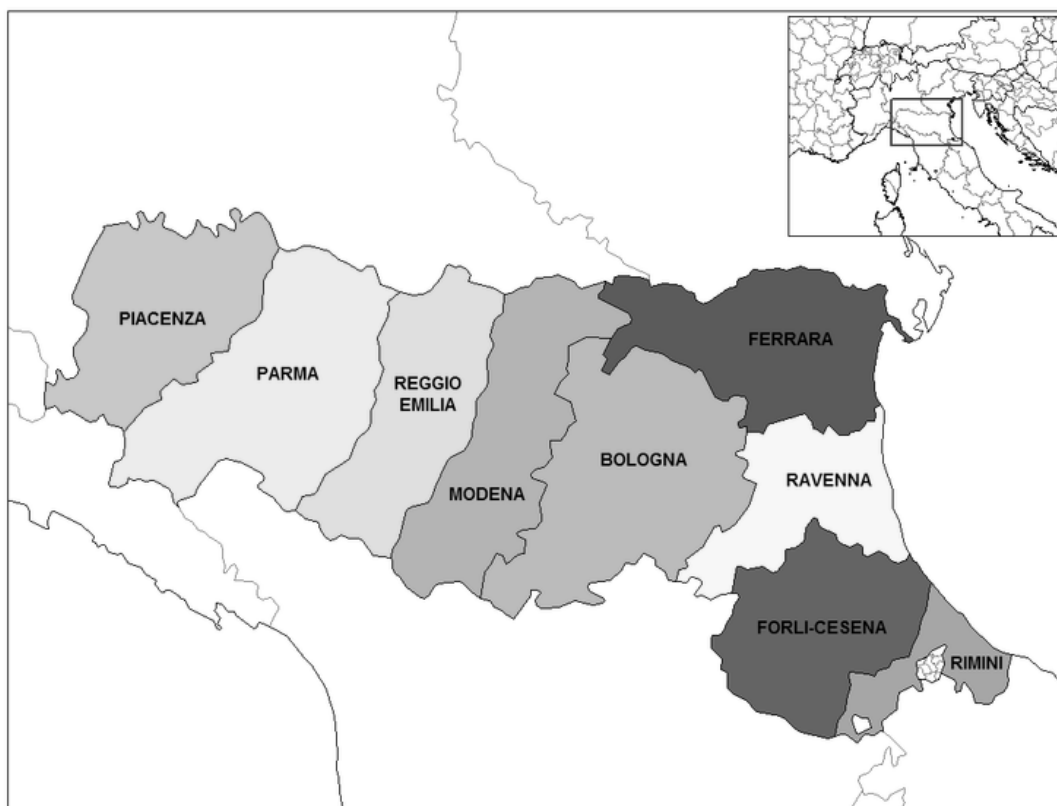 PIACENZA
PARMA
REGGIO
EMILIA
MODENA
BOLOGNA
FERRARA
RAVENNA
FORLI-CESENA
RIMINI